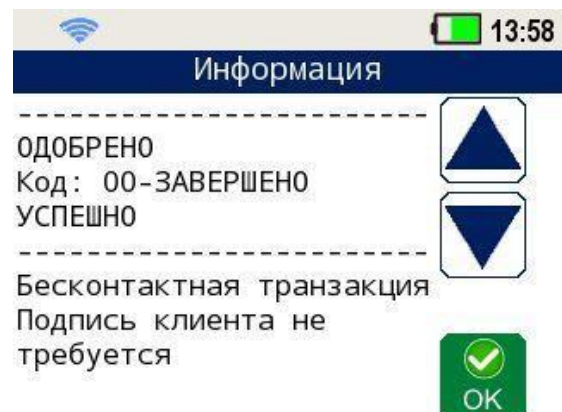 13:58
Информация
------------------------
ОДОБРЕНО
Код: 00-ЗАВЕРШЕНО
УСПЕШНО
------------------------
Бесконтактная транзакция
Подпись клиента не
требуется
OK